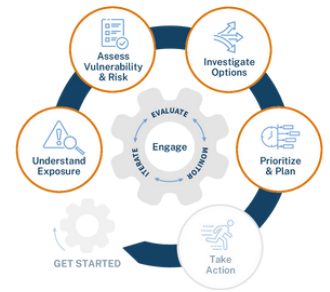 Assess
Vulnerability
& Risk
Investigate
Options
EVALUATE
Engage
ITERATE
MONITOR
Understand
Exposure
Prioritize
& Plan
GET STARTED
Take
Action